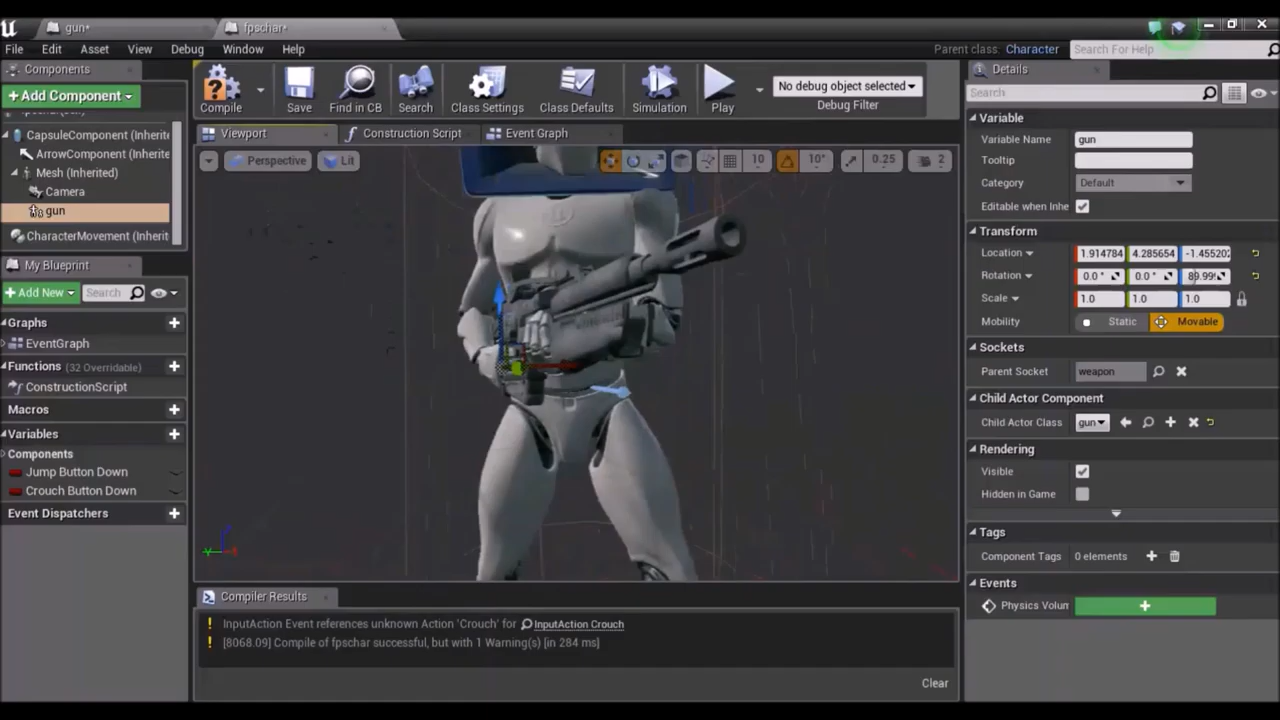 gun*
fpschar*
File Edit Asset View Debug Window Help
Parent class: Character
Search For Help
Components
+Add Component
CapsuleComponent (Inherite
ArrowComponent (Inherite
Mesh (Inherited)
Camera
gun
CharacterMovement (Inherit
My Blueprint
+Add New
Search
Graphs
EventGraph
Functions (32 Overridable)
ConstructionScript
Macros
Variables
Components
Jump Button Down
Crouch Button Down
Event Dispatchers
Compile
Save
Find in CB
Search
Class Settings
Class Defaults
Simulation
Play
No debug object selected
Debug Filter
Viewport
Construction Script
Event Graph
Perspective
Lit
10
10°
0.25
2
Compiler Results
InputAction Event references unknown Action 'Crouch' for InputAction Crouch
[8068.09] Compile of fpschar successful, but with 1 Warning(s) [in 284 ms]
Clear
Details
Search
Variable
Variable Name gun
Tooltip
Category Default
Editable when Inhe
Transform
Location 1.914784 4.285654 -1.455202
Rotation 0.0 ° 0.0 °
Scale 1.0 1.0 1.0
Mobility Static Movable
Sockets
Parent Socket weapon
Child Actor Component
Child Actor Class gun
Rendering
Visible
Hidden in Game
Tags
Component Tags 0 elements
Events
Physics Volum